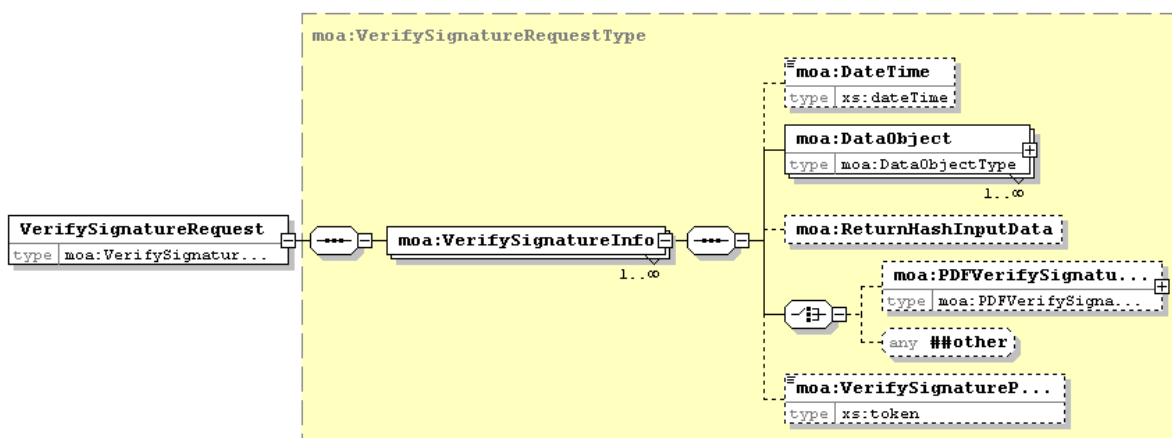 moa:VerifySignatureRequestType
moa:DateTime
type xs:dateTime
moa:DataObject
type moa:DataObjectType
1..∞
VerifySignatureRequest
type moa:VerifySignatur...
moa:VerifySignatureInfo
1..∞
moa:ReturnHashInputData
moa:PDFVerifySignatu...
type moa:PDFVerifySigna...
any ##other
moa:VerifySignatureP...
type xs:token